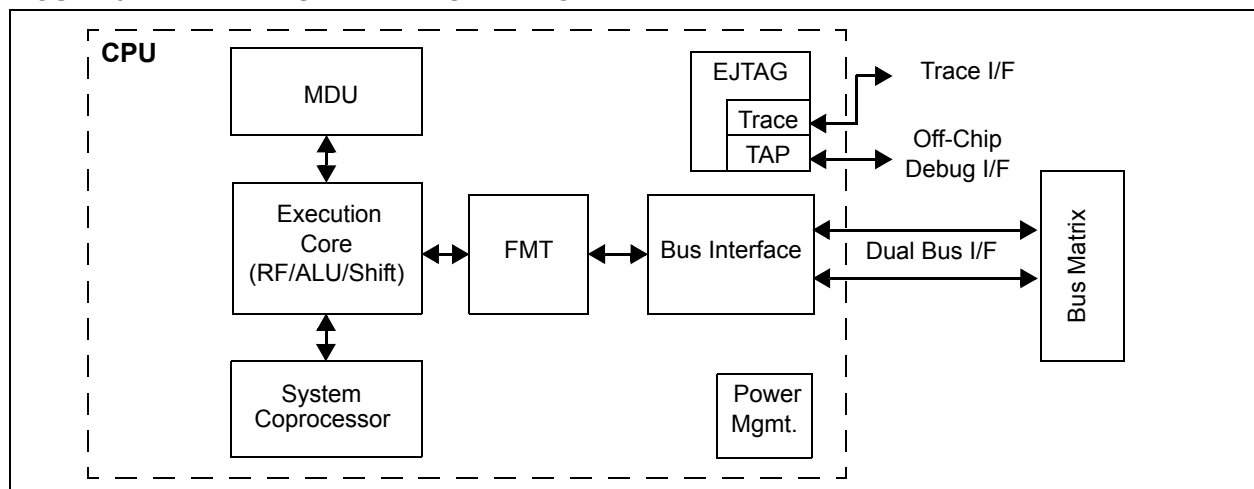 CPU
MDU
EJTAG
Trace
TAP
Trace I/F
Off-Chip
Debug I/F
Execution
Core
(RF/ALU/Shift)
FMT
Bus Interface
Dual Bus I/F
Bus Matrix
System
Coprocessor
Power
Mgmt.